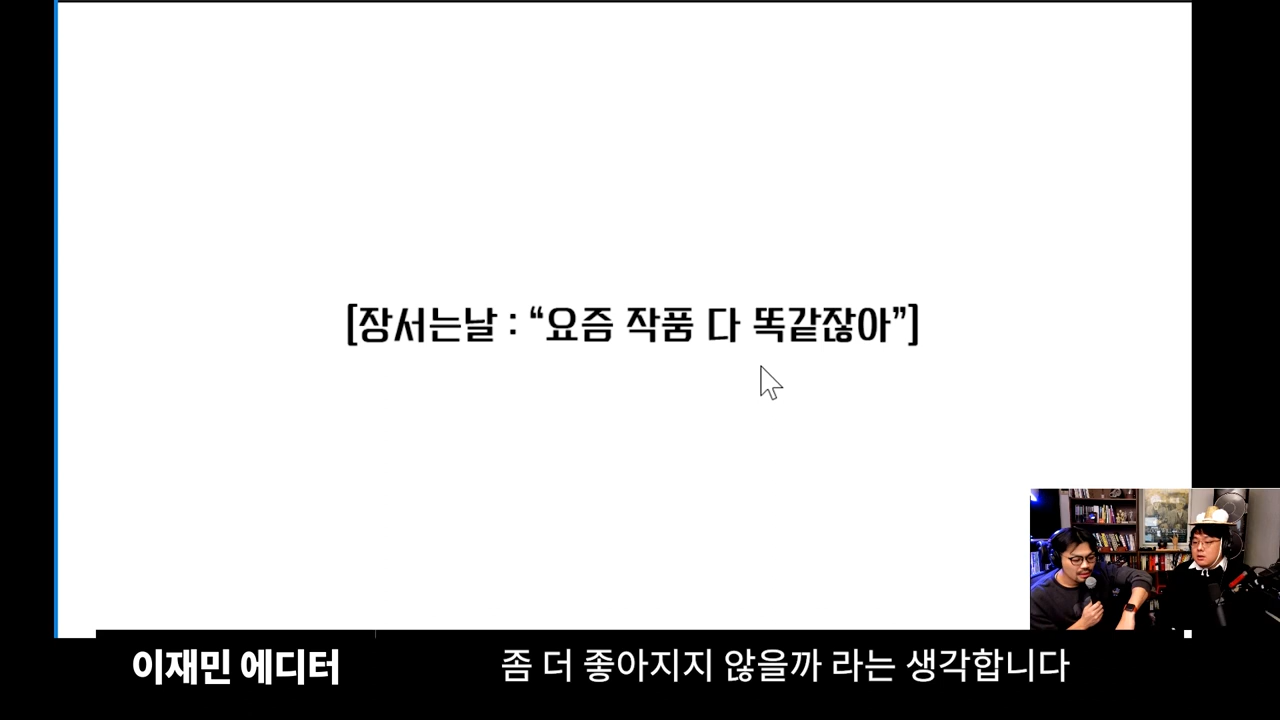 [장서는날 : “요즘 작품 다 똑같잖아”]
이재민 에디터
좀 더 좋아지지 않을까 라는 생각합니다